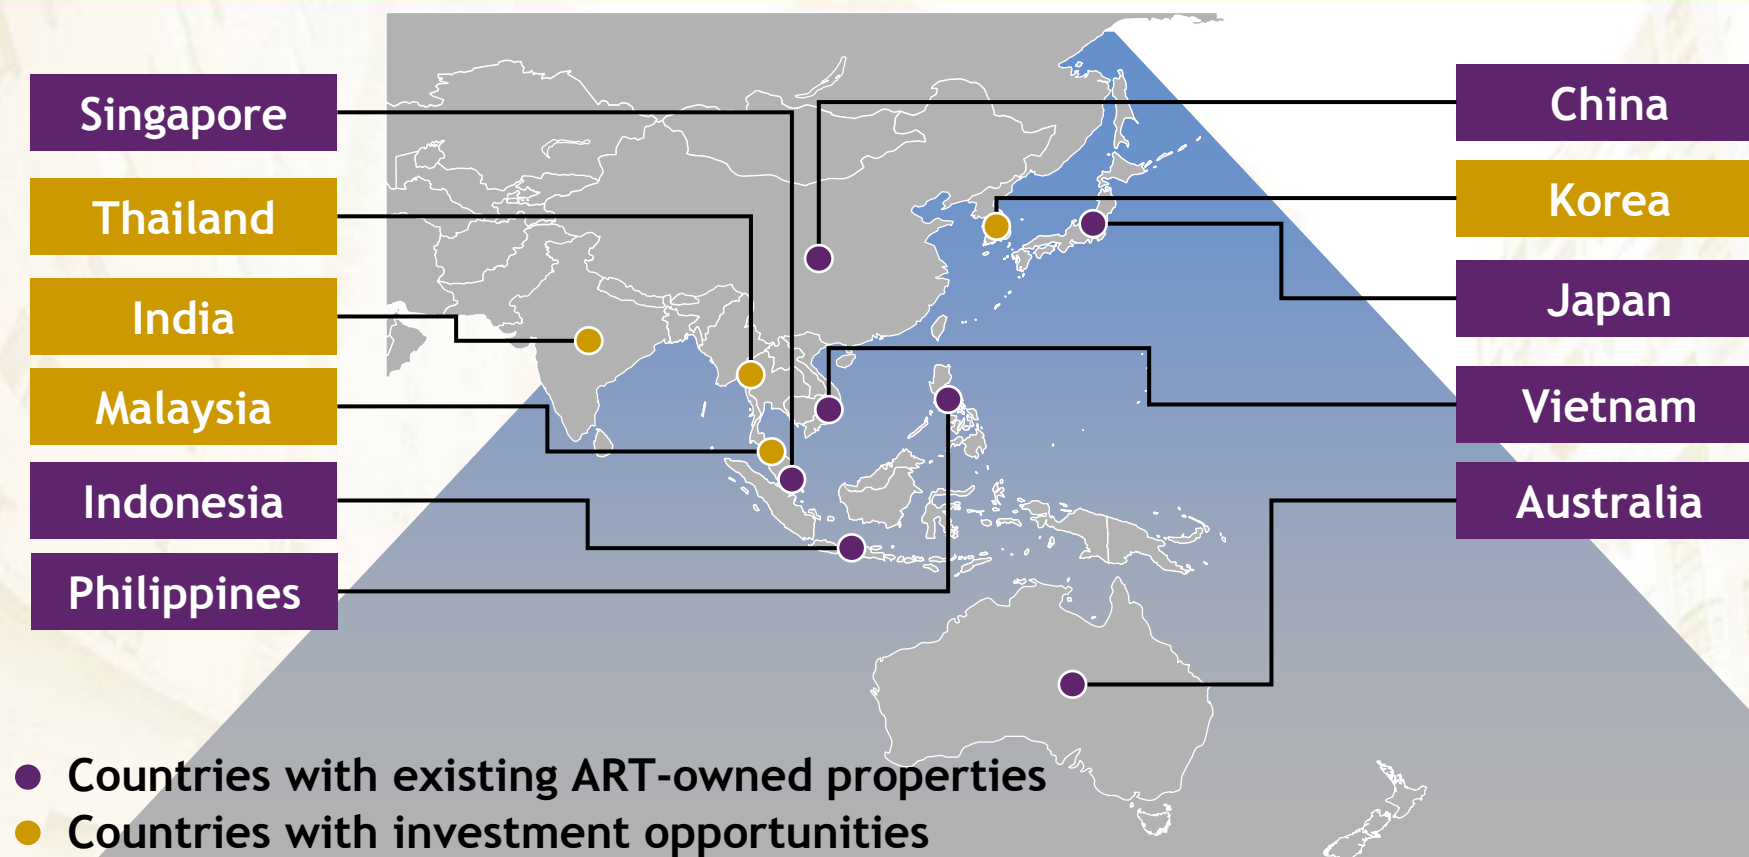 Singapore
Thailand
India
Malaysia
Indonesia
Philippines
China
Korea
Japan
Vietnam
Australia
Countries with existing ART-owned properties
Countries with investment opportunities